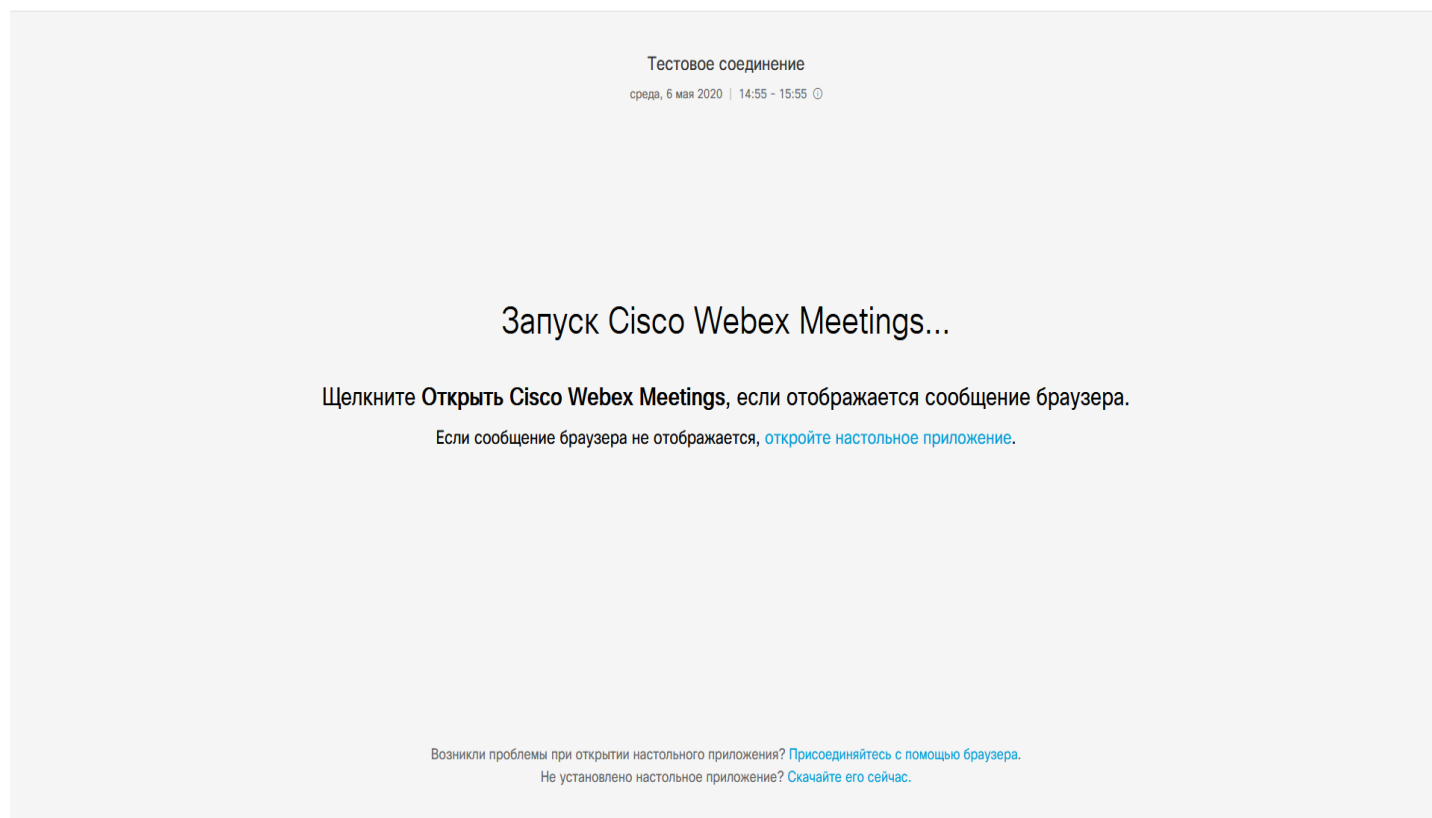 Тестовое соединение
среда, 6 мая 2020 | 14:55 - 15:55
Запуск Cisco Webex Meetings...
Щелкните Открыть Cisco Webex Meetings, если отображается сообщение браузера.
Если сообщение браузера не отображается, откройте настольное приложение.
Возникли проблемы при открытии настольного приложения? Присоединяйтесь с помощью браузера.
Не установлено настольное приложение? Скачайте его сейчас.